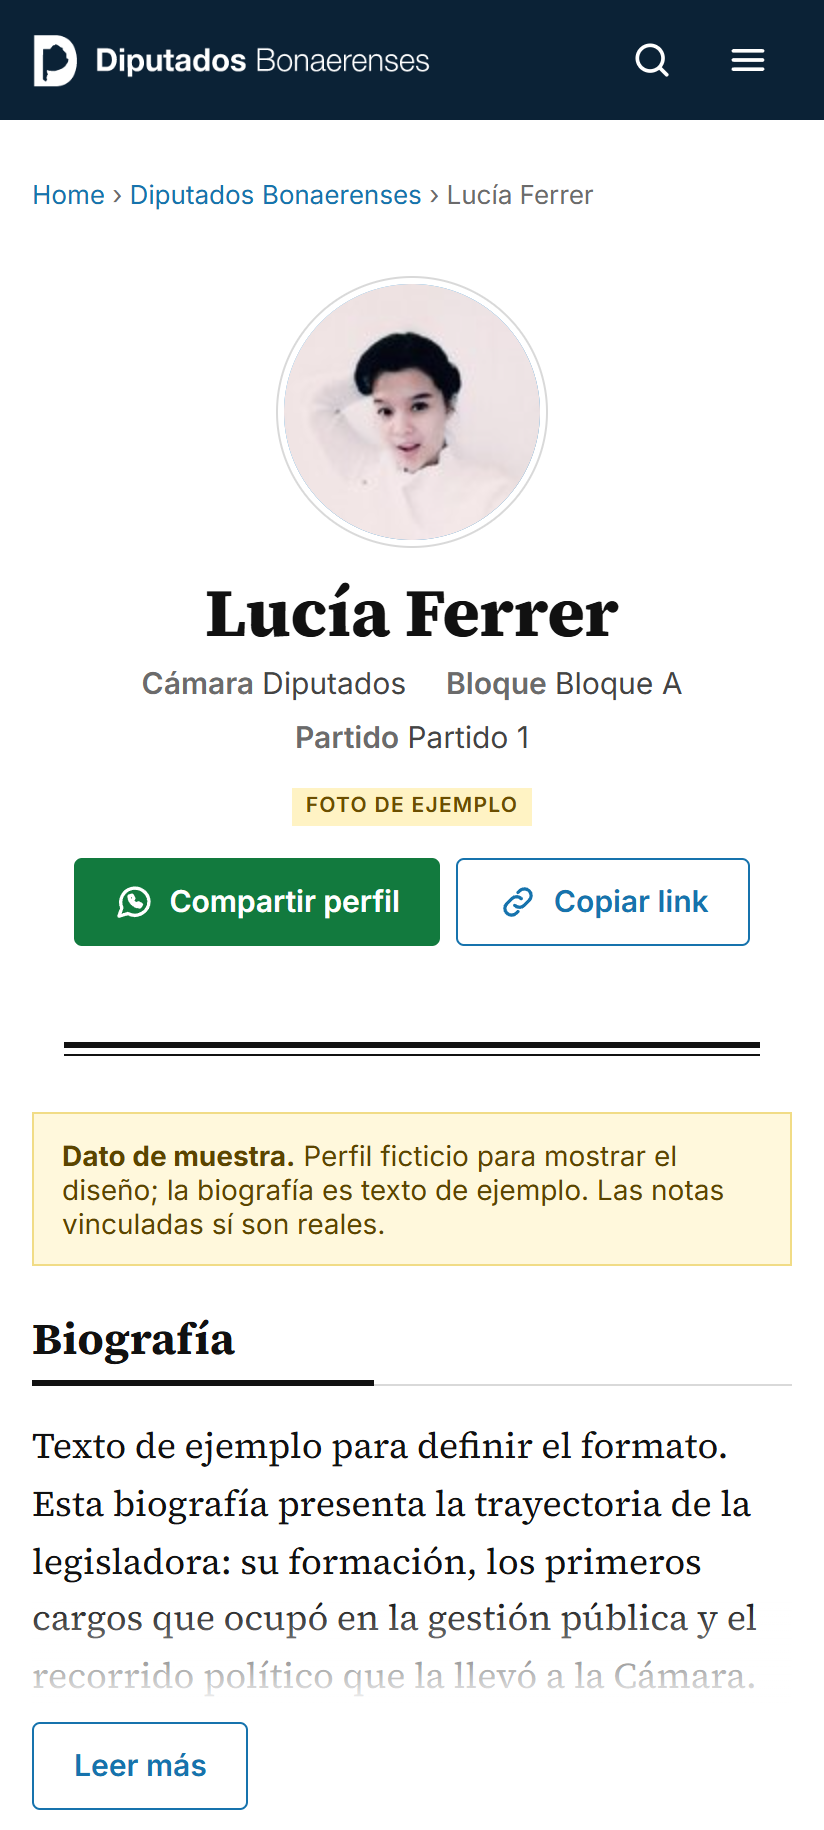 Diputados Bonaerenses
Home › Diputados Bonaerenses › Lucía Ferrer
Lucía Ferrer
Cámara Diputados Bloque Bloque A
Partido Partido 1
FOTO DE EJEMPLO
Compartir perfil
Copiar link
Dato de muestra. Perfil ficticio para mostrar el
diseño; la biografía es texto de ejemplo. Las notas
vinculadas sí son reales.
Biografía
Texto de ejemplo para definir el formato.
Esta biografía presenta la trayectoria de la
legisladora: su formación, los primeros
cargos que ocupó en la gestión pública y el
recorrido político que la llevó a la Cámara.
Leer más